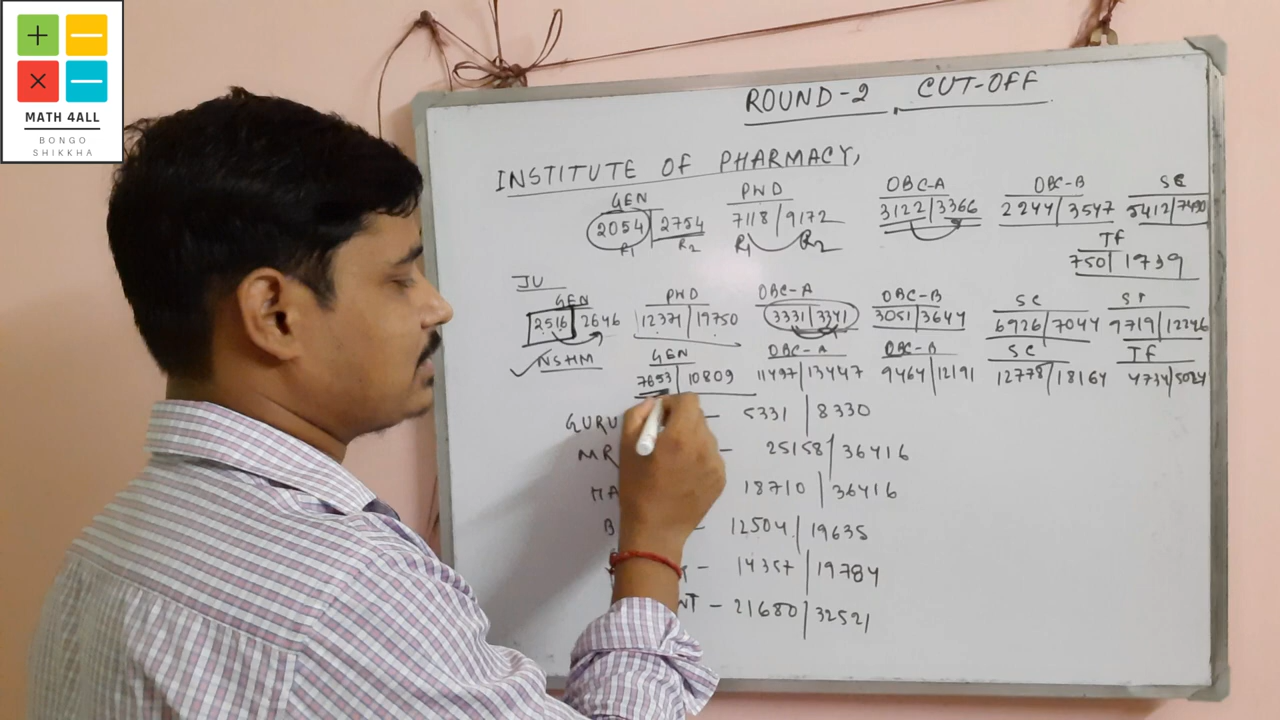 + —
× —
MATH 4ALL
BONGO
SHIKKHA
ROUND-2 CUT-OFF
INSTITUTE OF PHARMACY,
GEN PWD OBC-A OBC-B SC
2054 | 2754 7118 | 9172 3122 | 3366 2244 | 3547 5412 | 7490
R1 R2 R1 R2
Tf
750 | 1739
JU
GEN PWD OBC-A OBC-B SC ST
2516 | 2646 12371 | 19750 3331 | 3341 3051 | 3644 6926 | 7044 9719 | 12246
NSHM
GEN OBC-A OBC-B SC TF
7653 | 10809 11497 | 13447 9464 | 12191 12778 | 18164 4734 | 5024
GURU – 5331 | 8330
MR – 25158 | 36416
18710 | 36416
B – 12504 | 19635
– 14357 | 19784
NT – 21680 | 32521